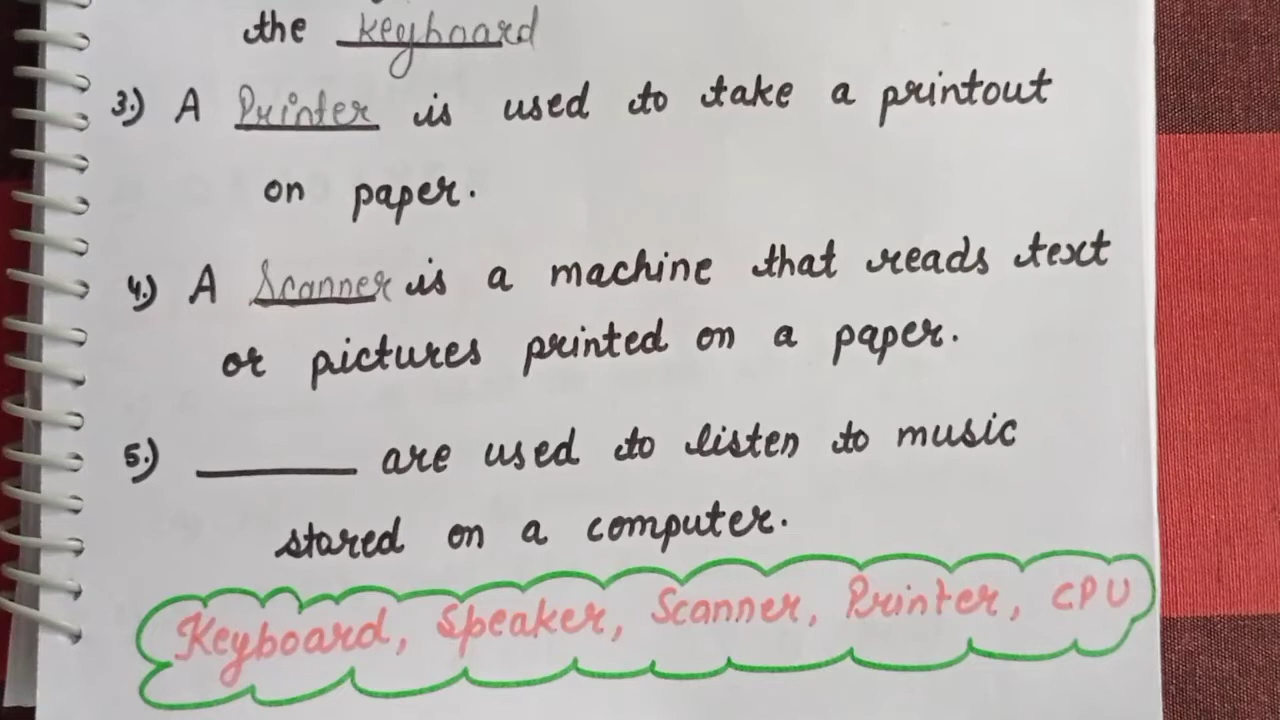 the keyboard
3.) A Printer is used to take a printout
on paper.
4.) A Scanner is a machine that reads text
or pictures printed on a paper.
5.) ______ are used to listen to music
stared on a computer.
Keyboard, Speaker, Scanner, Printer, CPU